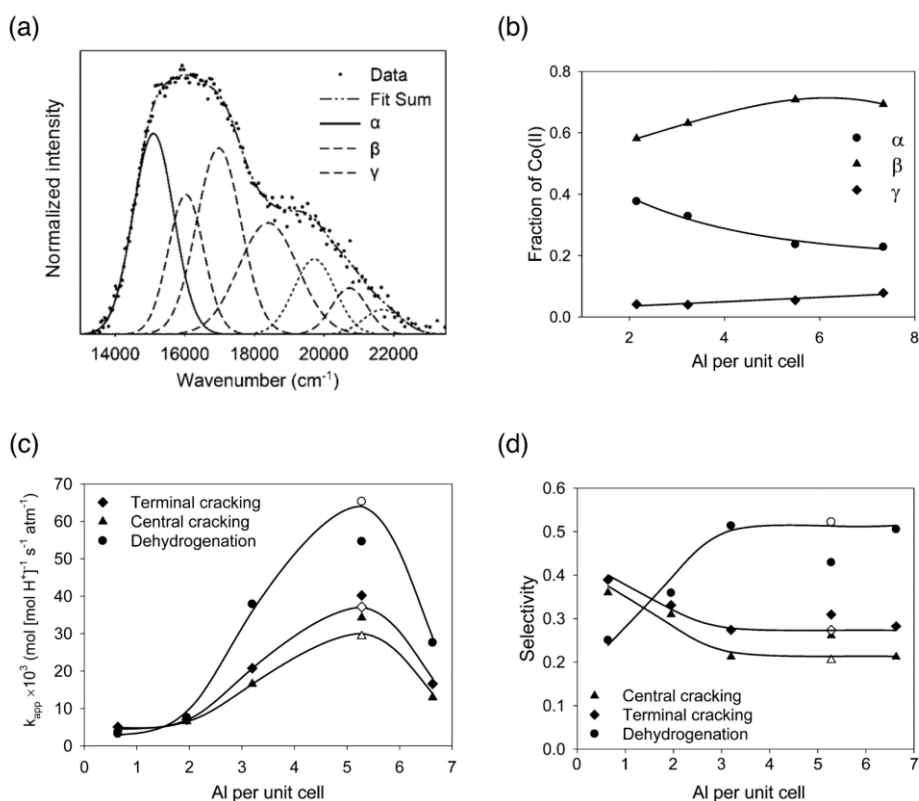 (a)
Normalized intensity
Data
Fit Sum
α
β
γ
14000 16000 18000 20000 22000
Wavenumber (cm⁻¹)
(b)
Fraction of Co(II)
0.8
0.6
0.4
0.2
0.0
α
β
γ
2 4 6 8
Al per unit cell
(c)
k_app ×10³ (mol [mol H⁺]⁻¹ s⁻¹ atm⁻¹)
70
60
50
40
30
20
10
0
Terminal cracking
Central cracking
Dehydrogenation
0 1 2 3 4 5 6 7
Al per unit cell
(d)
Selectivity
0.6
0.5
0.4
0.3
0.2
0.1
0.0
Central cracking
Terminal cracking
Dehydrogenation
0 1 2 3 4 5 6 7
Al per unit cell